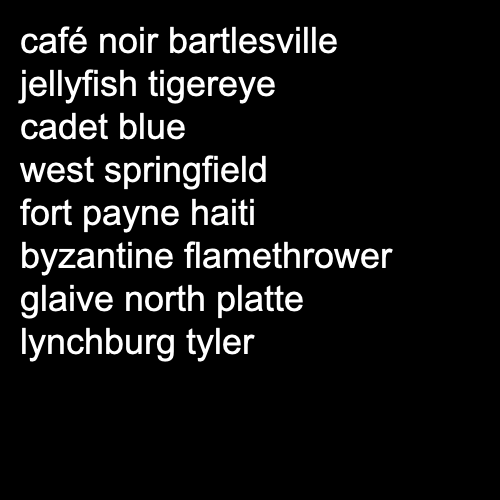 café noir bartlesville
jellyfish tigereye
cadet blue
west springfield
fort payne haiti
byzantine flamethrower
glaive north platte
lynchburg tyler